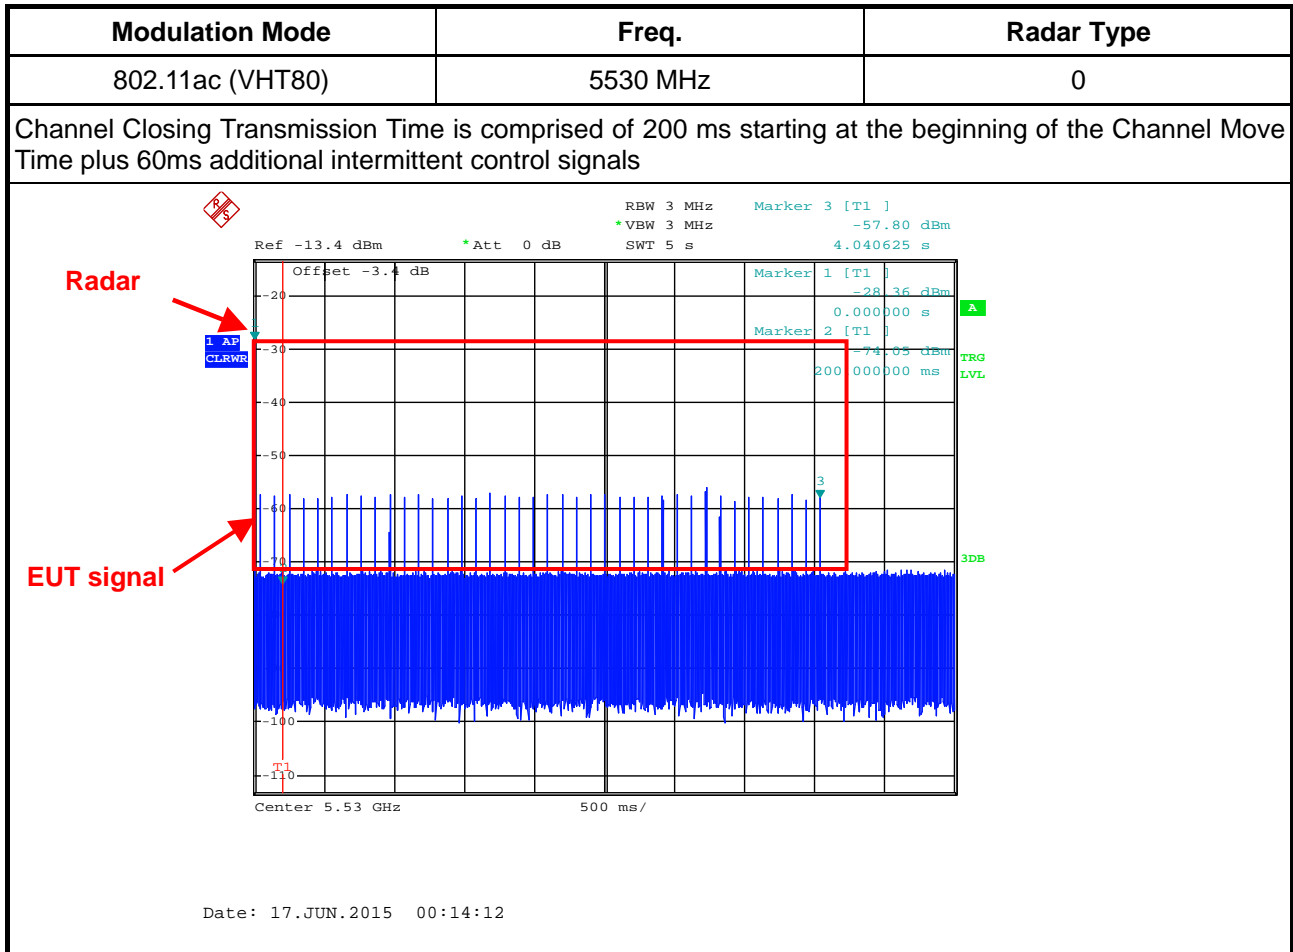 Modulation Mode Freq. Radar Type
802.11ac (VHT80) 5530 MHz 0
Channel Closing Transmission Time is comprised of 200 ms starting at the beginning of the Channel Move
Time plus 60ms additional intermittent control signals
R S
RBW 3 MHz Marker 3 [T1 ]
*VBW 3 MHz -57.80 dBm
Ref -13.4 dBm *Att 0 dB SWT 5 s 4.040625 s
Offset -3.4 dB Marker 1 [T1 ]
Radar
-20 -28.36 dBm
0.000000 s A
1 Marker 2 [T1 ]
1 AP
-30 -74.05 dBm TRG
CLRWR
200.000000 ms LVL
-40
-50
3
-60
-70 3DB
EUT signal
-100
T1
-110
Center 5.53 GHz 500 ms/
Date: 17.JUN.2015 00:14:12